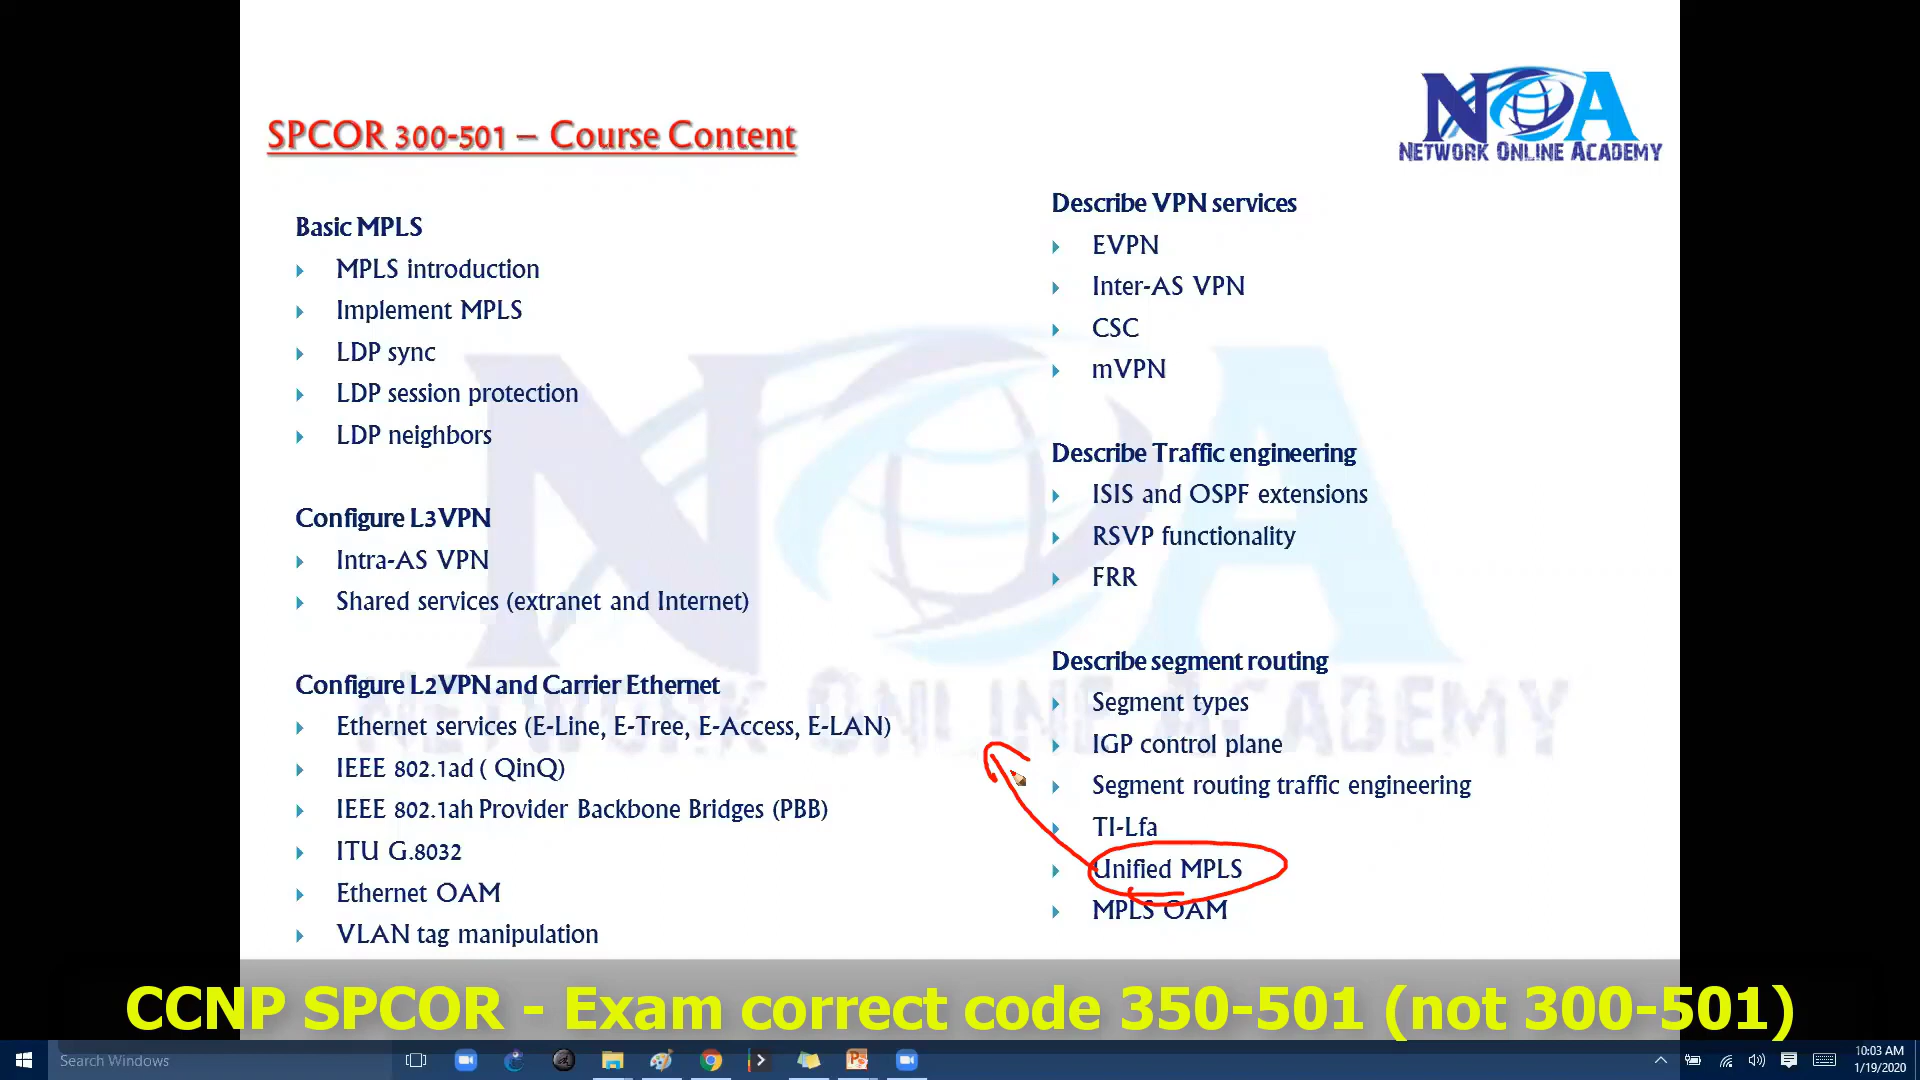 SPCOR 300-501 – Course Content
NOA
NETWORK ONLINE ACADEMY
Basic MPLS
MPLS introduction
Implement MPLS
LDP sync
LDP session protection
LDP neighbors
Configure L3VPN
Intra-AS VPN
Shared services (extranet and Internet)
Configure L2VPN and Carrier Ethernet
Ethernet services (E-Line, E-Tree, E-Access, E-LAN)
IEEE 802.1ad ( QinQ)
IEEE 802.1ah Provider Backbone Bridges (PBB)
ITU G.8032
Ethernet OAM
VLAN tag manipulation
Describe VPN services
EVPN
Inter-AS VPN
CSC
mVPN
Describe Traffic engineering
ISIS and OSPF extensions
RSVP functionality
FRR
Describe segment routing
Segment types
IGP control plane
Segment routing traffic engineering
TI-Lfa
Unified MPLS
MPLS OAM
NOA
NETWORK ONLINE ACADEMY
CCNP SPCOR - Exam correct code 350-501 (not 300-501)
Search Windows
10:03 AM
1/19/2020